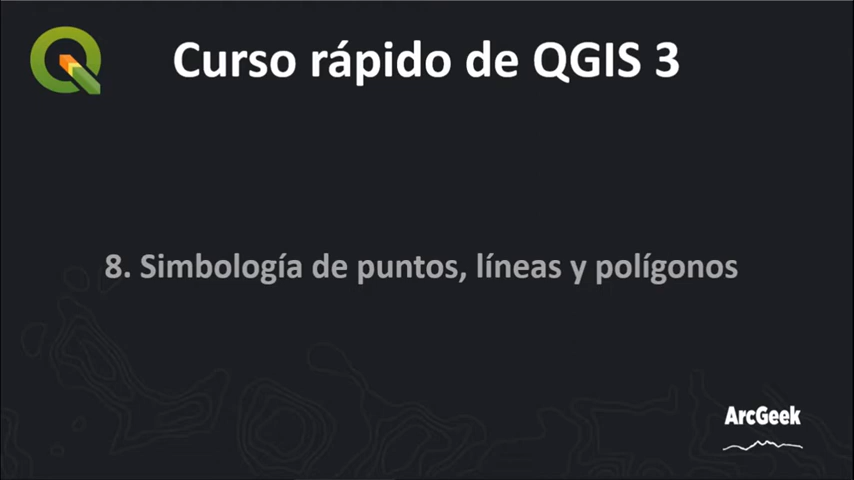 Curso rápido de QGIS 3
8. Simbología de puntos, líneas y polígonos
ArcGeek